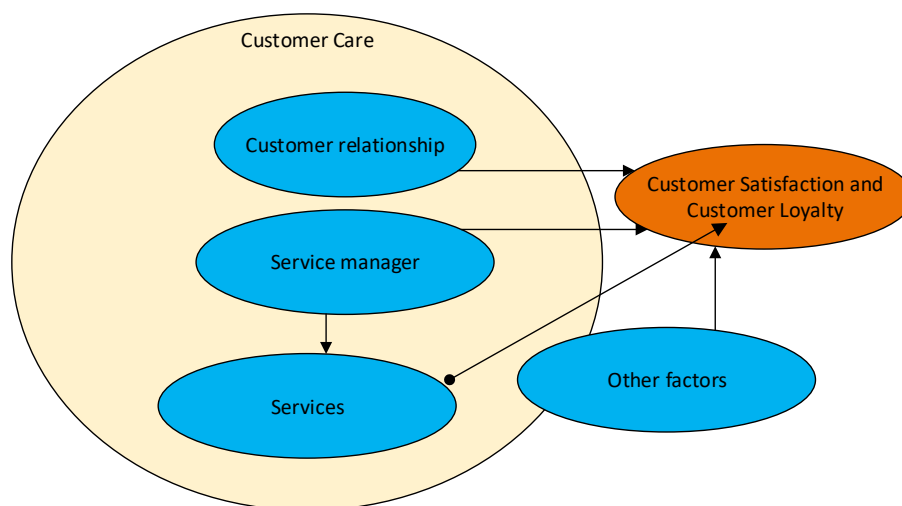 Customer Care
Customer relationship
Customer Satisfaction and
Customer Loyalty
Service manager
Other factors
Services